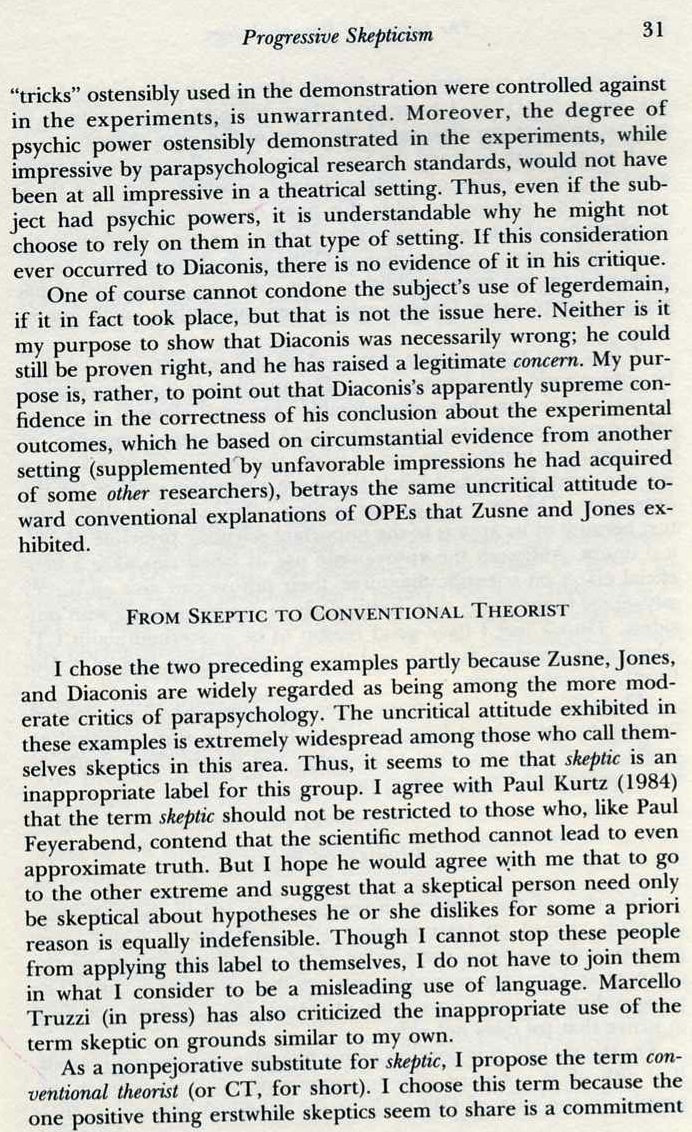 Progressive Skepticism 31
“tricks” ostensibly used in the demonstration were controlled against
in the experiments, is unwarranted. Moreover, the degree of
psychic power ostensibly demonstrated in the experiments, while
impressive by parapsychological research standards, would not have
been at all impressive in a theatrical setting. Thus, even if the sub-
ject had psychic powers, it is understandable why he might not
choose to rely on them in that type of setting. If this consideration
ever occurred to Diaconis, there is no evidence of it in his critique.
One of course cannot condone the subject’s use of legerdemain,
if it in fact took place, but that is not the issue here. Neither is it
my purpose to show that Diaconis was necessarily wrong; he could
still be proven right, and he has raised a legitimate concern. My pur-
pose is, rather, to point out that Diaconis’s apparently supreme con-
fidence in the correctness of his conclusion about the experimental
outcomes, which he based on circumstantial evidence from another
setting (supplemented by unfavorable impressions he had acquired
of some other researchers), betrays the same uncritical attitude to-
ward conventional explanations of OPEs that Zusne and Jones ex-
hibited.
FROM SKEPTIC TO CONVENTIONAL THEORIST
I chose the two preceding examples partly because Zusne, Jones,
and Diaconis are widely regarded as being among the more mod-
erate critics of parapsychology. The uncritical attitude exhibited in
these examples is extremely widespread among those who call them-
selves skeptics in this area. Thus, it seems to me that skeptic is an
inappropriate label for this group. I agree with Paul Kurtz (1984)
that the term skeptic should not be restricted to those who, like Paul
Feyerabend, contend that the scientific method cannot lead to even
approximate truth. But I hope he would agree with me that to go
to the other extreme and suggest that a skeptical person need only
be skeptical about hypotheses he or she dislikes for some a priori
reason is equally indefensible. Though I cannot stop these people
from applying this label to themselves, I do not have to join them
in what I consider to be a misleading use of language. Marcello
Truzzi (in press) has also criticized the inappropriate use of the
term skeptic on grounds similar to my own.
As a nonpejorative substitute for skeptic, I propose the term con-
ventional theorist (or CT, for short). I choose this term because the
one positive thing erstwhile skeptics seem to share is a commitment